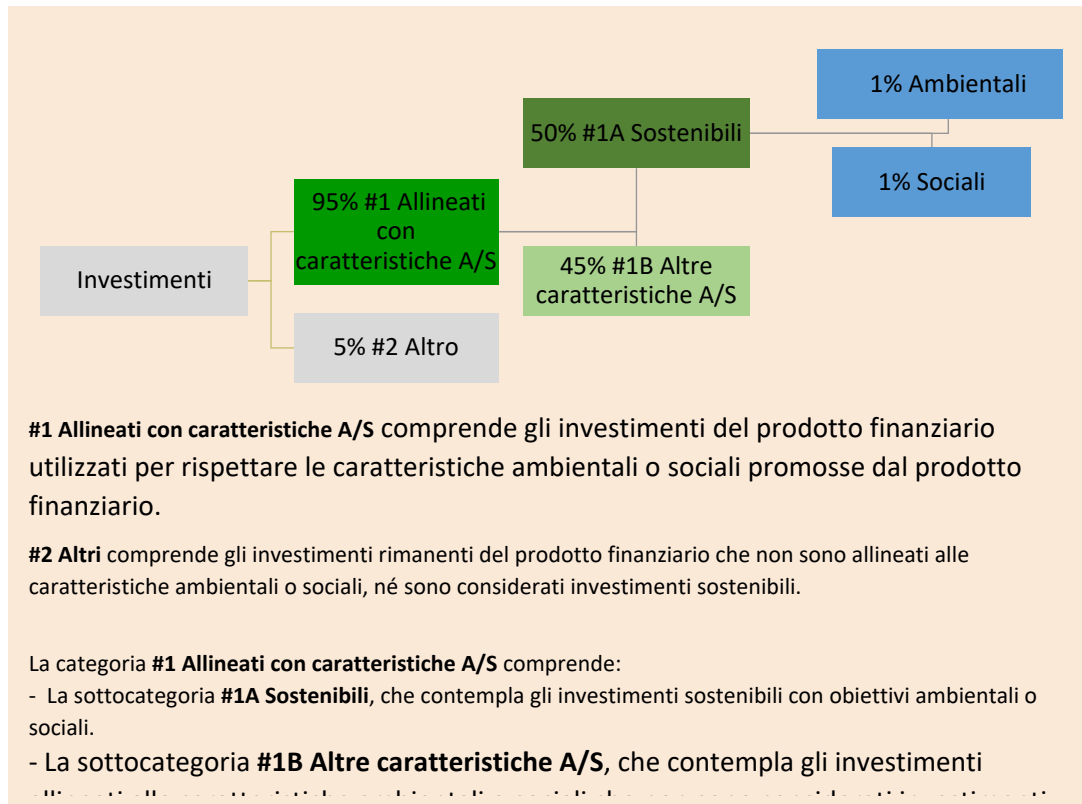 1% Ambientali
50% #1A Sostenibili
1% Sociali
95% #1 Allineati
con
caratteristiche A/S
Investimenti
45% #1B Altre
caratteristiche A/S
5% #2 Altro
#1 Allineati con caratteristiche A/S comprende gli investimenti del prodotto finanziario
utilizzati per rispettare le caratteristiche ambientali o sociali promosse dal prodotto
finanziario.
#2 Altri comprende gli investimenti rimanenti del prodotto finanziario che non sono allineati alle
caratteristiche ambientali o sociali, né sono considerati investimenti sostenibili.
La categoria #1 Allineati con caratteristiche A/S comprende:
- La sottocategoria #1A Sostenibili, che contempla gli investimenti sostenibili con obiettivi ambientali o
sociali.
- La sottocategoria #1B Altre caratteristiche A/S, che contempla gli investimenti